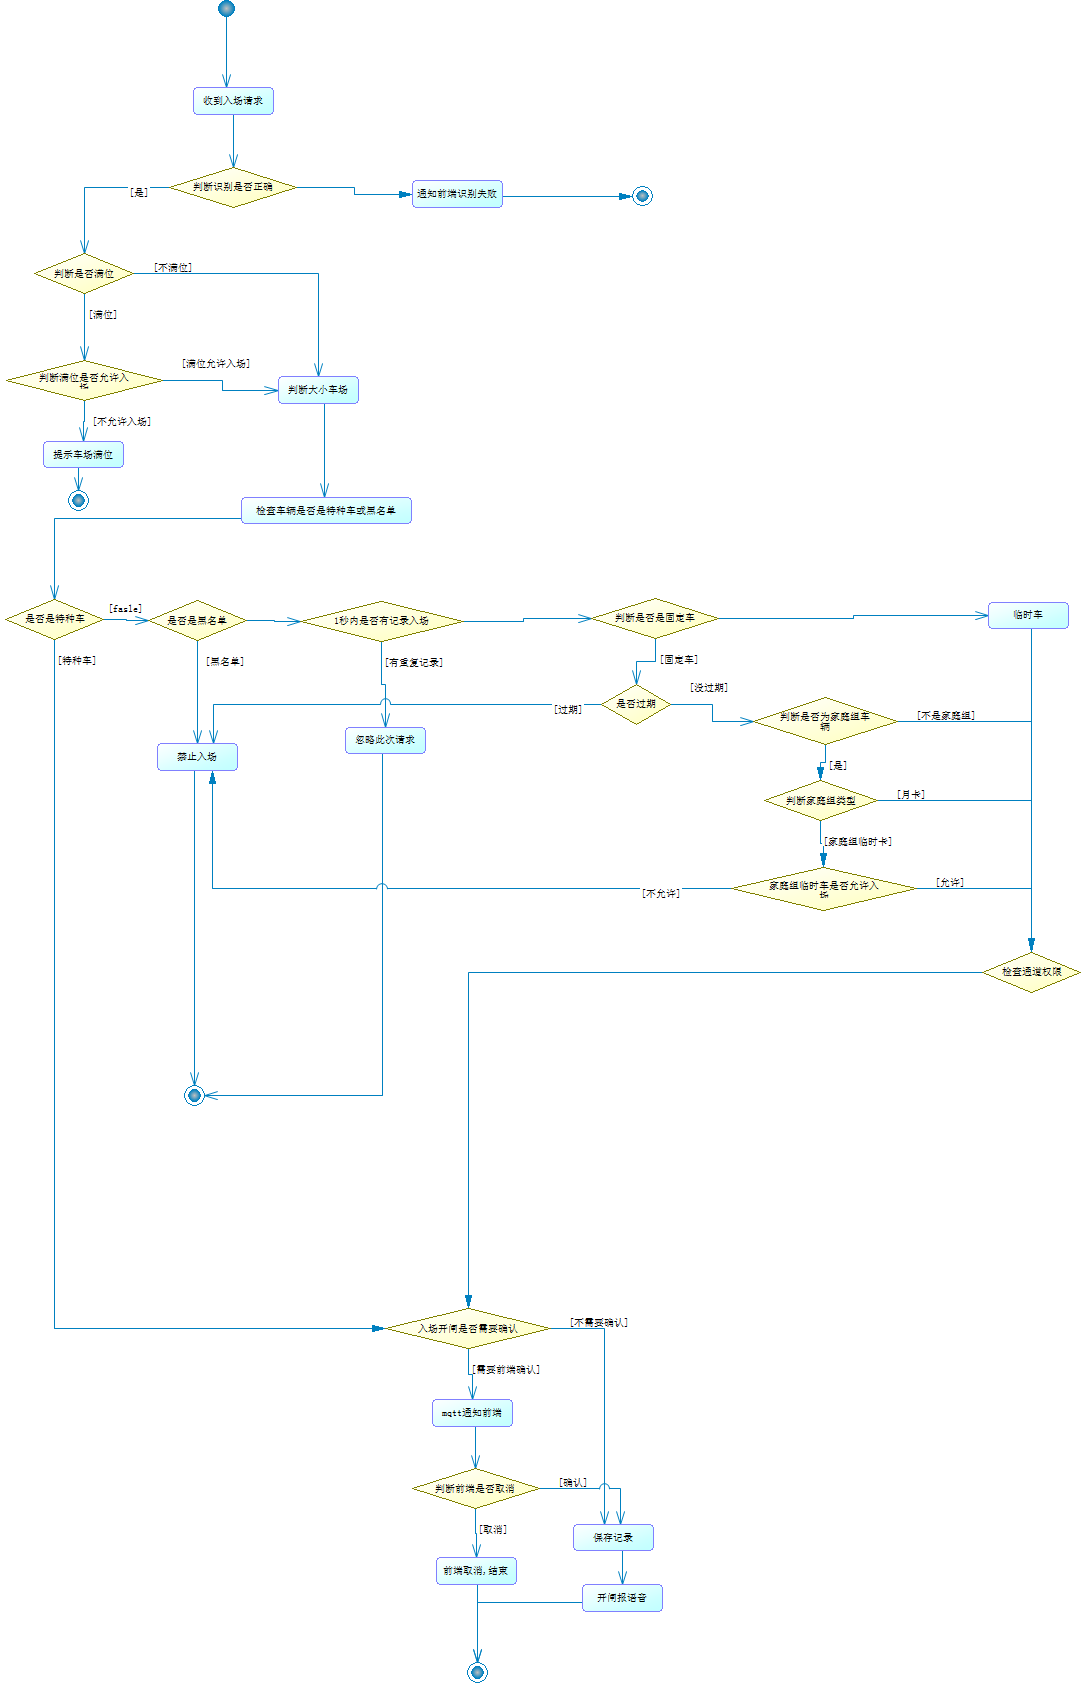 收到入场请求
判断识别是否正确
[是]
通知前端识别失败
判断是否满位
[不满位]
[满位]
判断满位是否允许入
场
[满位允许入场]
判断大小车场
[不允许入场]
提示车场满位
检查车辆是否是特种车或黑名单
是否是特种车
[fasle]
是否是黑名单
1秒内是否有记录入场
判断是否是固定车
临时车
[特种车]
[黑名单]
[有重复记录]
[固定车]
是否过期
[没过期]
[过期]
判断是否为家庭组车
辆
[不是家庭组]
忽略此次请求
禁止入场
[是]
判断家庭组类型
[月卡]
[家庭组临时卡]
家庭组临时车是否允许入
场
[允许]
[不允许]
检查通道权限
入场开闸是否需要确认
[不需要确认]
[需要前端确认]
mqtt通知前端
判断前端是否取消
[确认]
[取消]
保存记录
前端取消,结束
开闸报语音